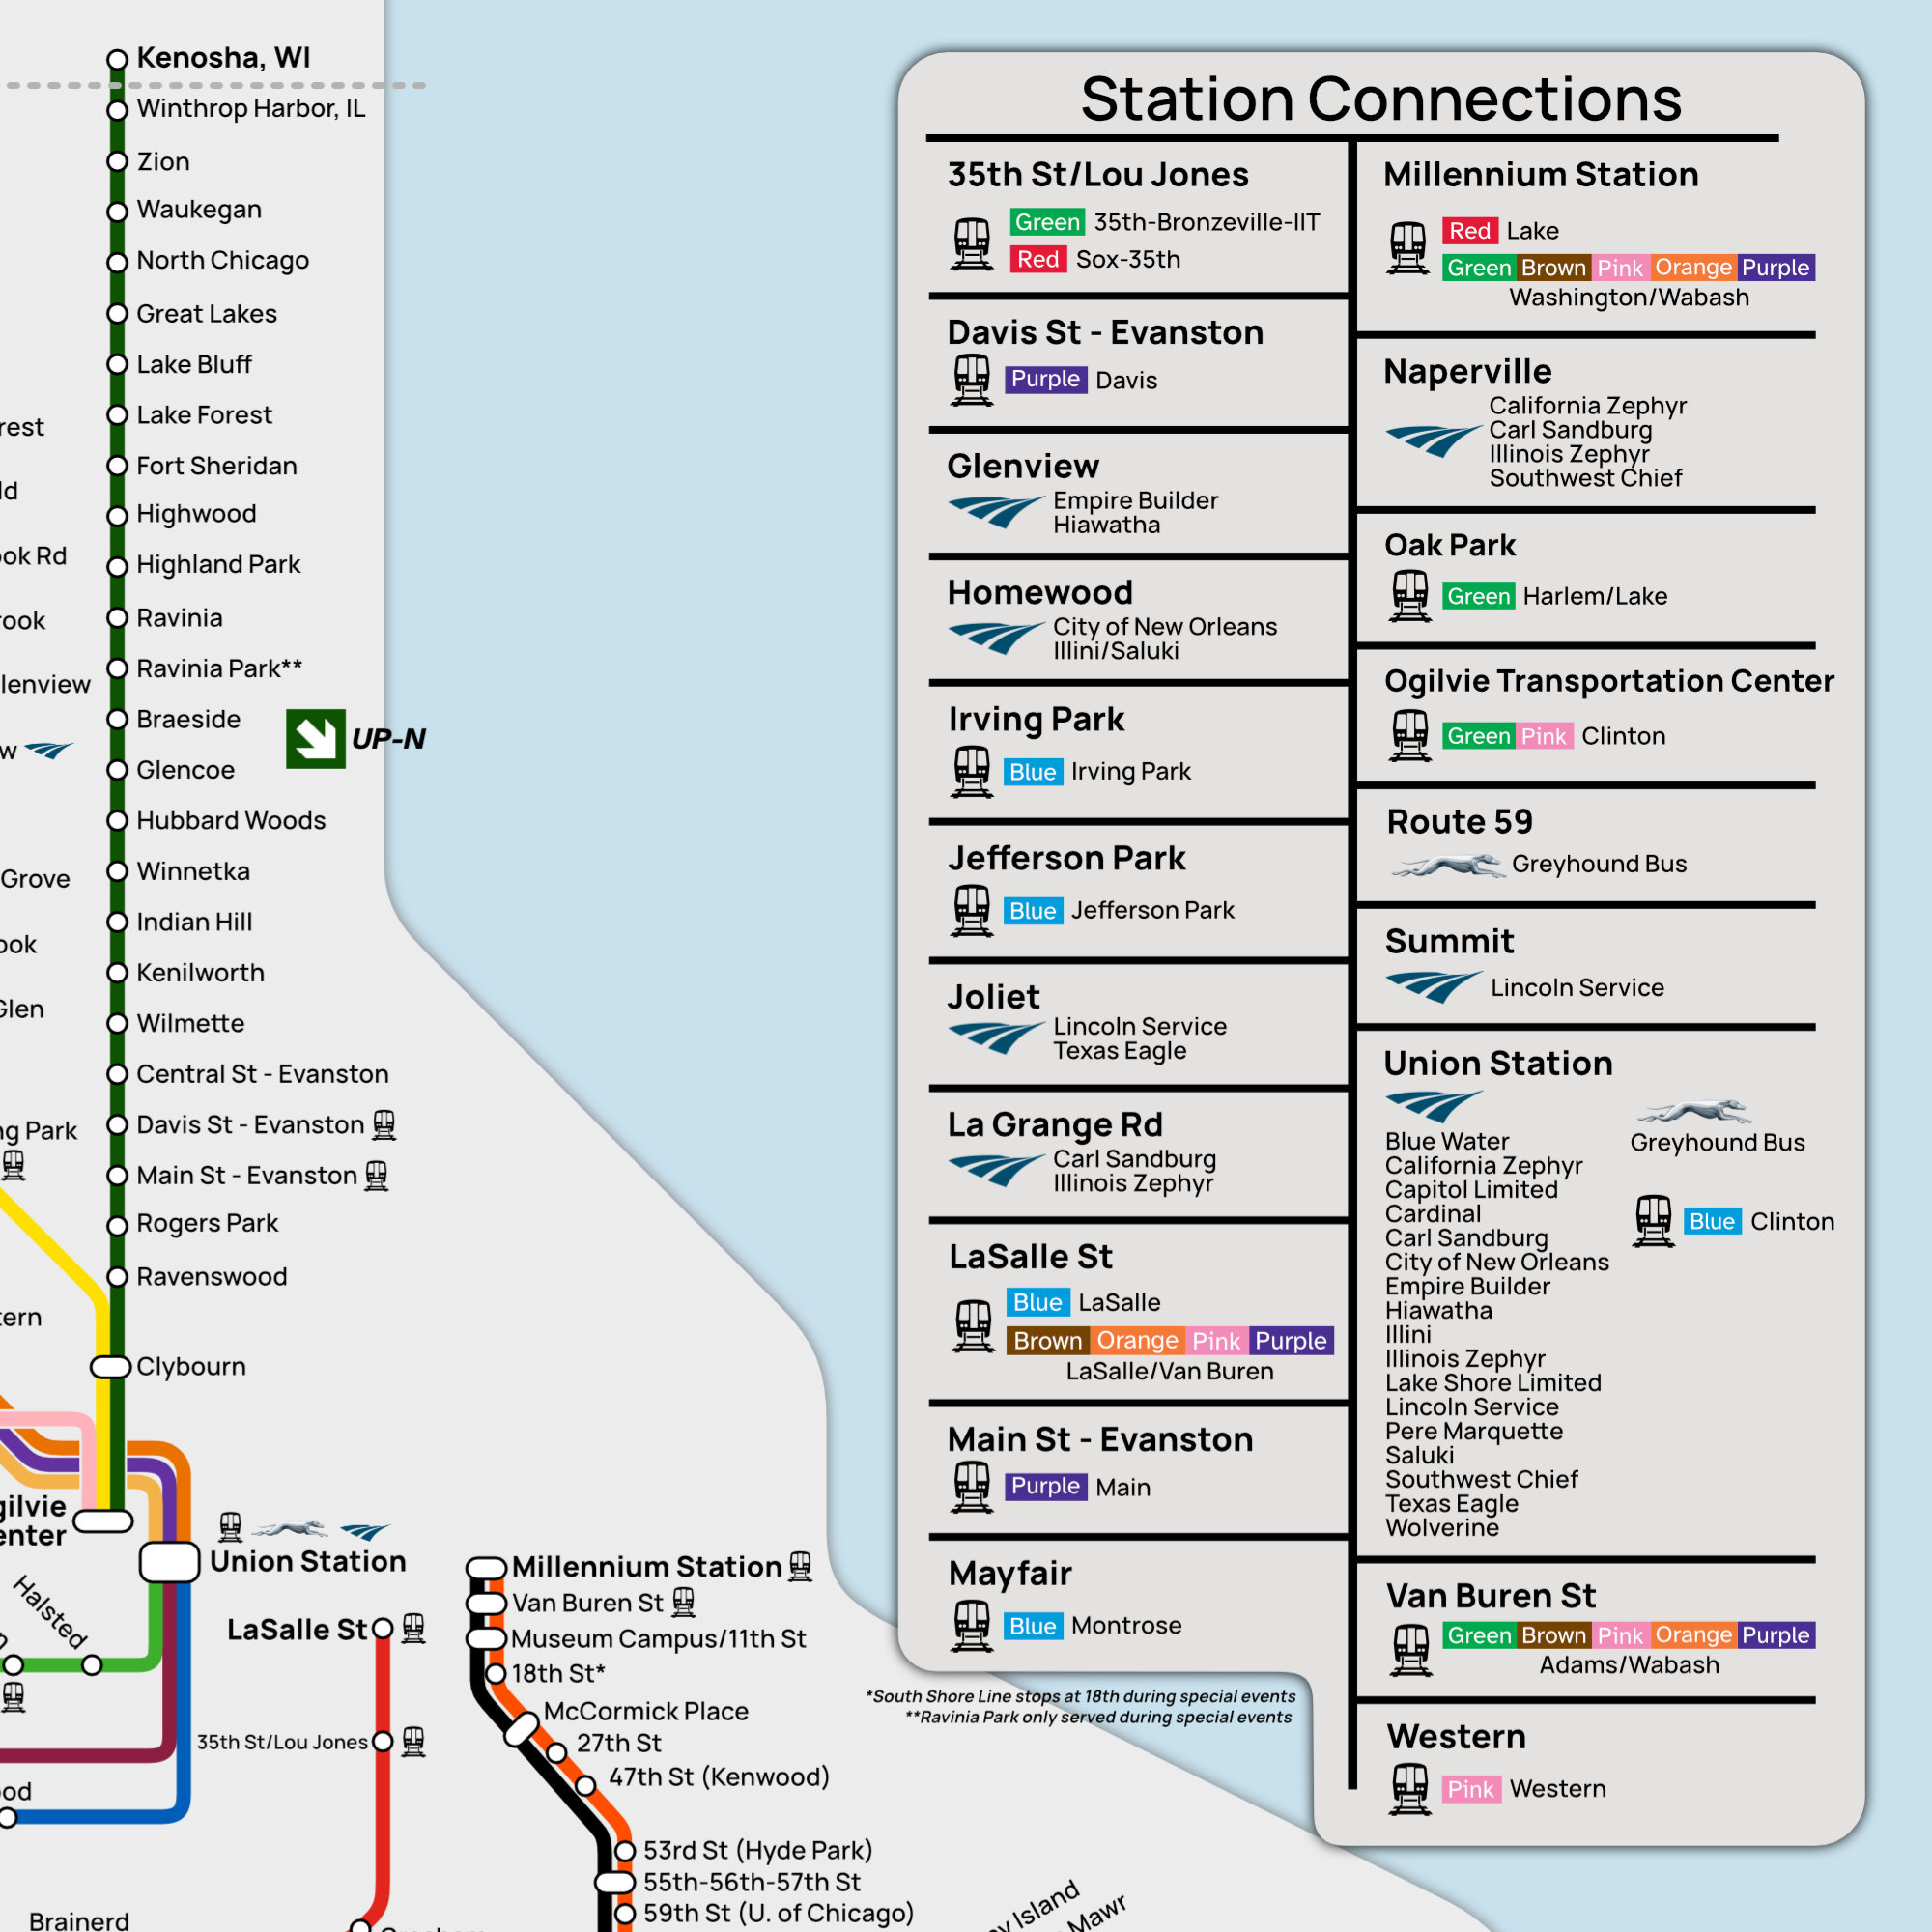 Kenosha, WI
Winthrop Harbor, IL
Zion
Waukegan
North Chicago
Great Lakes
Lake Bluff
Lake Forest
Fort Sheridan
Highwood
Highland Park
Ravinia
Ravinia Park**
Braeside
Glencoe
Hubbard Woods
Winnetka
Indian Hill
Kenilworth
Wilmette
Central St - Evanston
Davis St - Evanston
Main St - Evanston
Rogers Park
Ravenswood
Clybourn
UP-N
Grove
Park
Rd
Halsted
Union Station
LaSalle St
35th St/Lou Jones
Brainerd
Millennium Station
Van Buren St
Museum Campus/11th St
18th St*
McCormick Place
27th St
47th St (Kenwood)
53rd St (Hyde Park)
55th-56th-57th St
59th St (U. of Chicago)
Island
Mawr
*South Shore Line stops at 18th during special events
**Ravinia Park only served during special events
Station Connections
35th St/Lou Jones
Green 35th-Bronzeville-IIT
Red Sox-35th
Davis St - Evanston
Purple Davis
Glenview
Empire Builder
Hiawatha
Homewood
City of New Orleans
Illini/Saluki
Irving Park
Blue Irving Park
Jefferson Park
Blue Jefferson Park
Joliet
Lincoln Service
Texas Eagle
La Grange Rd
Carl Sandburg
Illinois Zephyr
LaSalle St
Blue LaSalle
Brown Orange Pink Purple
LaSalle/Van Buren
Main St - Evanston
Purple Main
Mayfair
Blue Montrose
Millennium Station
Red Lake
Green Brown Pink Orange Purple
Washington/Wabash
Naperville
California Zephyr
Carl Sandburg
Illinois Zephyr
Southwest Chief
Oak Park
Green Harlem/Lake
Ogilvie Transportation Center
Green Pink Clinton
Route 59
Greyhound Bus
Summit
Lincoln Service
Union Station
Blue Water
California Zephyr
Capitol Limited
Cardinal
Carl Sandburg
City of New Orleans
Empire Builder
Hiawatha
Illini
Illinois Zephyr
Lake Shore Limited
Lincoln Service
Pere Marquette
Saluki
Southwest Chief
Texas Eagle
Wolverine
Greyhound Bus
Blue Clinton
Van Buren St
Green Brown Pink Orange Purple
Adams/Wabash
Western
Pink Western